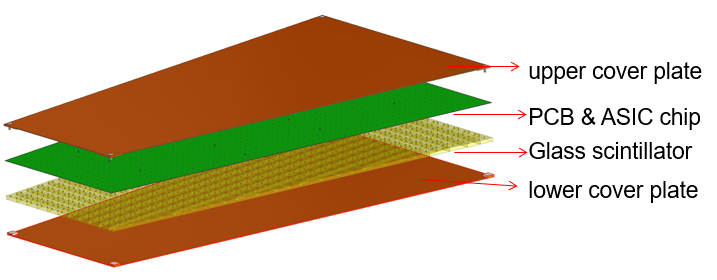 upper cover plate
PCB & ASIC chip
Glass scintillator
lower cover plate